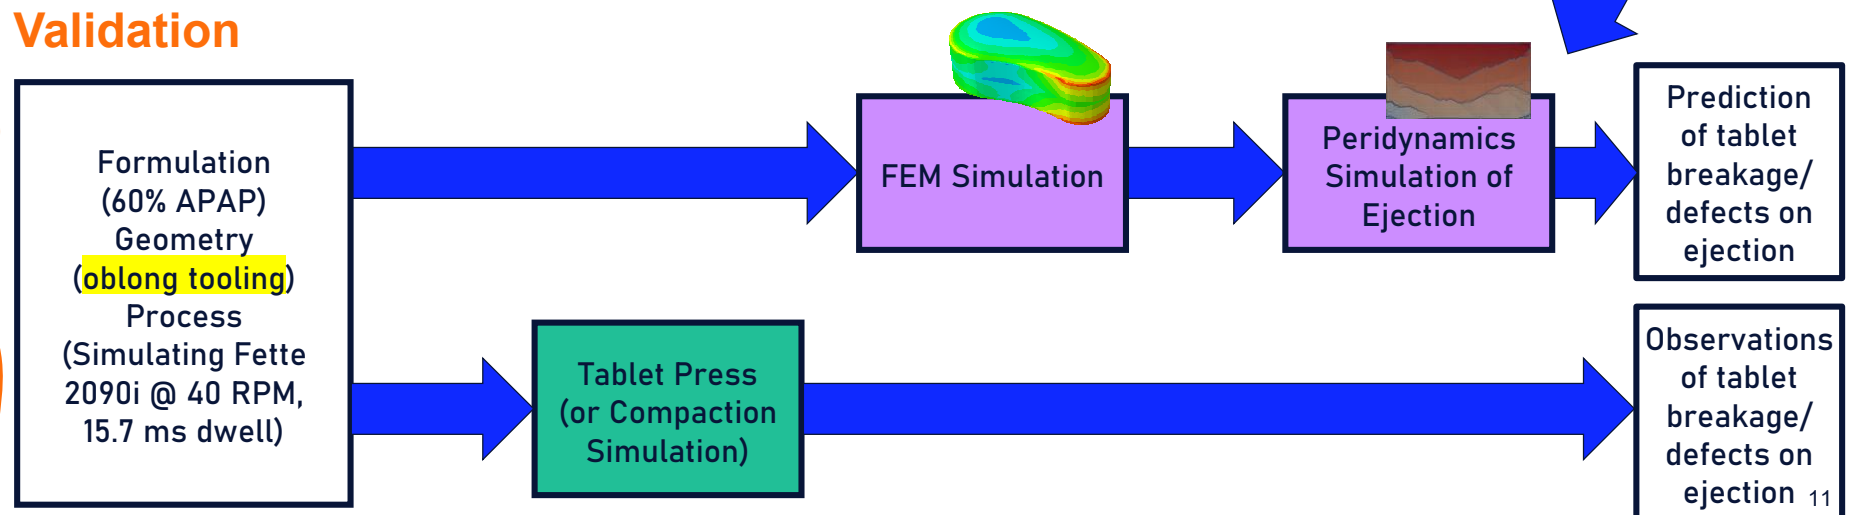 Validation
Formulation
(60% APAP)
Geometry
(oblong tooling)
Process
(Simulating Fette
2090i @ 40 RPM,
15.7 ms dwell)
FEM Simulation
Peridynamics
Simulation of
Ejection
Prediction
of tablet
breakage/
defects on
ejection
Tablet Press
(or Compaction
Simulation)
Observations
of tablet
breakage/
defects on
ejection
11